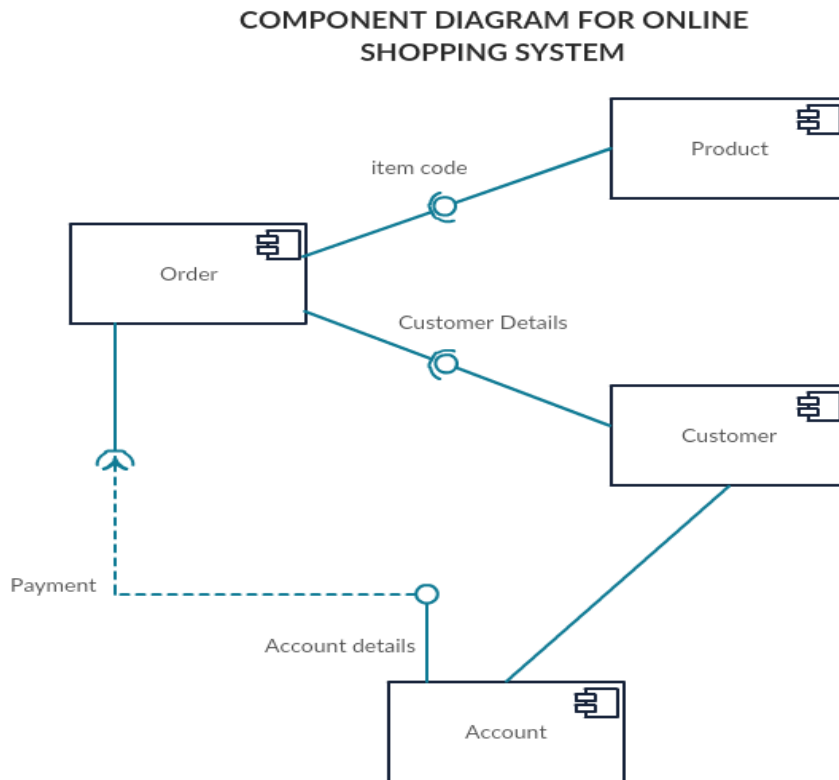 COMPONENT DIAGRAM FOR ONLINE
SHOPPING SYSTEM
Product
item code
Order
Customer Details
Customer
Payment
Account details
Account